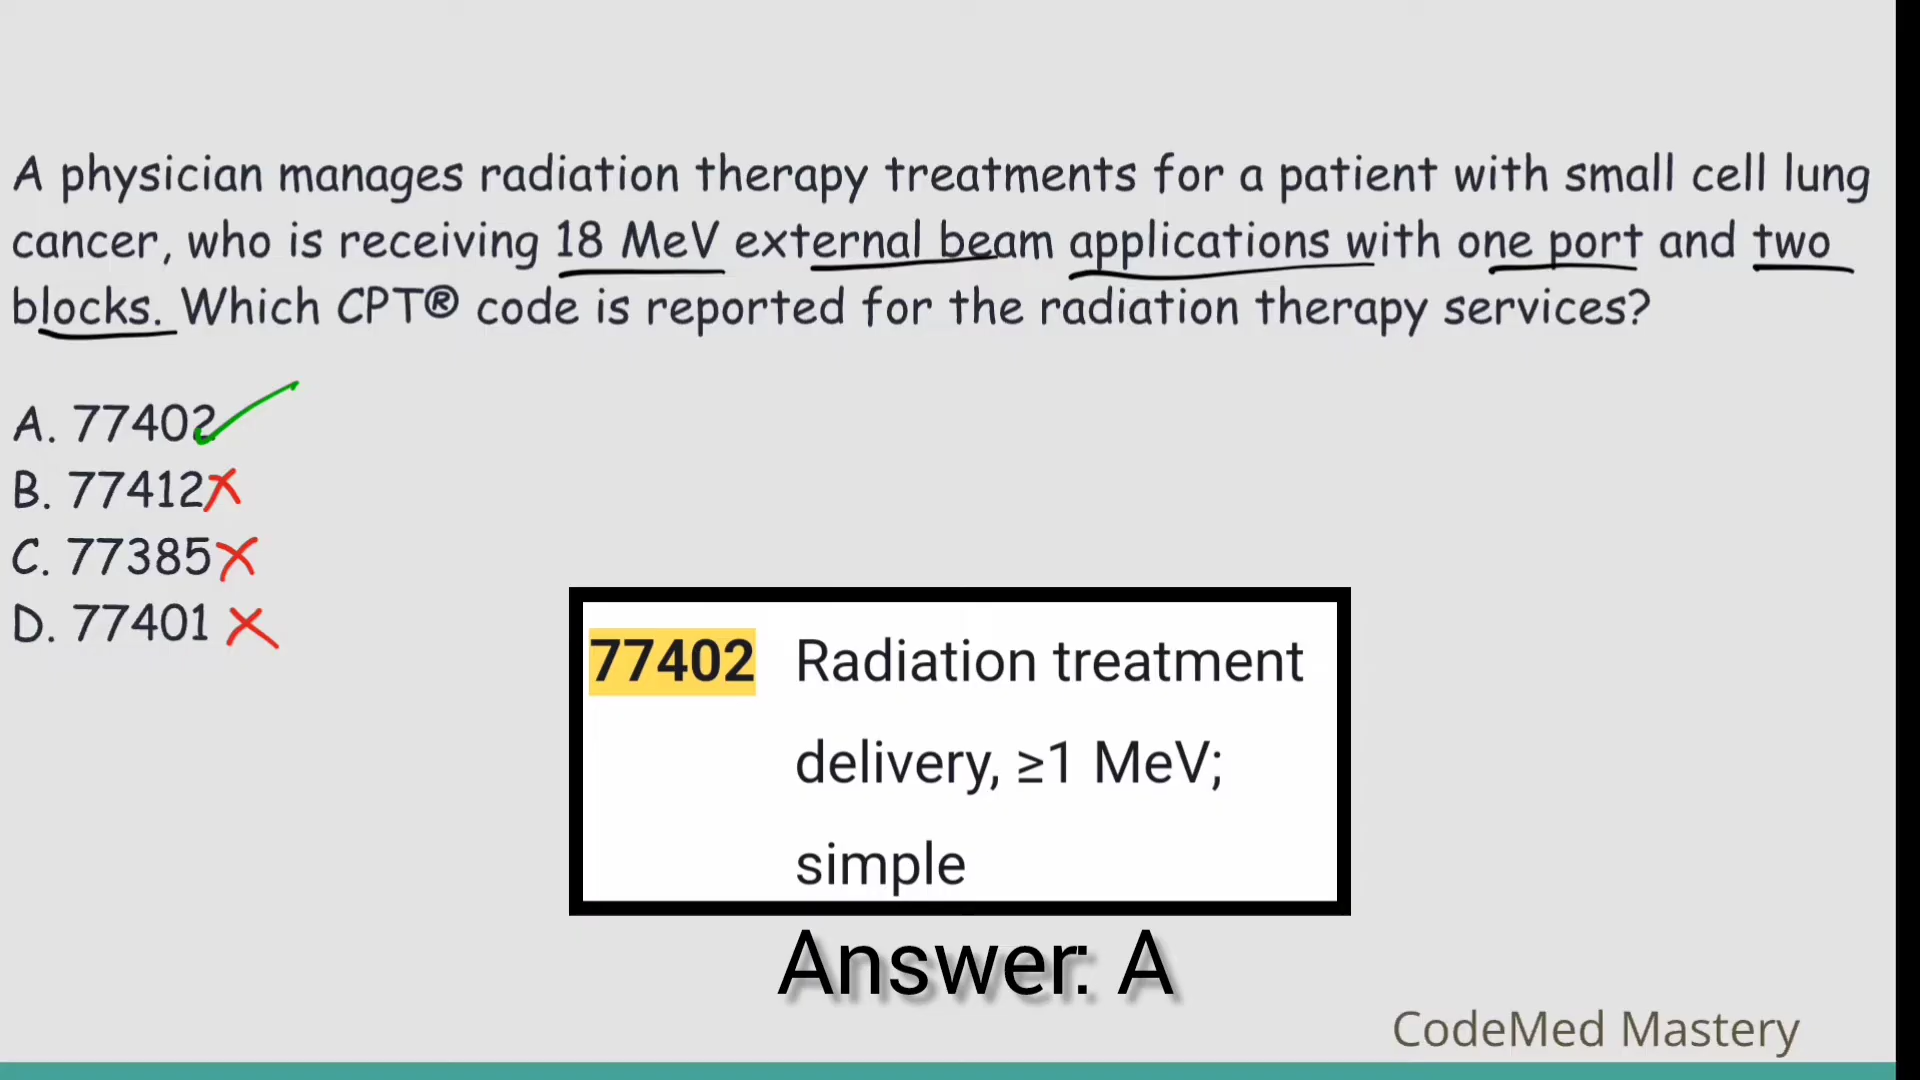 A physician manages radiation therapy treatments for a patient with small cell lung
cancer, who is receiving 18 MeV external beam applications with one port and two
blocks. Which CPT® code is reported for the radiation therapy services?
A. 77402
B. 77412
C. 77385
D. 77401
77402 Radiation treatment
delivery, ≥1 MeV;
simple
Answer: A
CodeMed Mastery